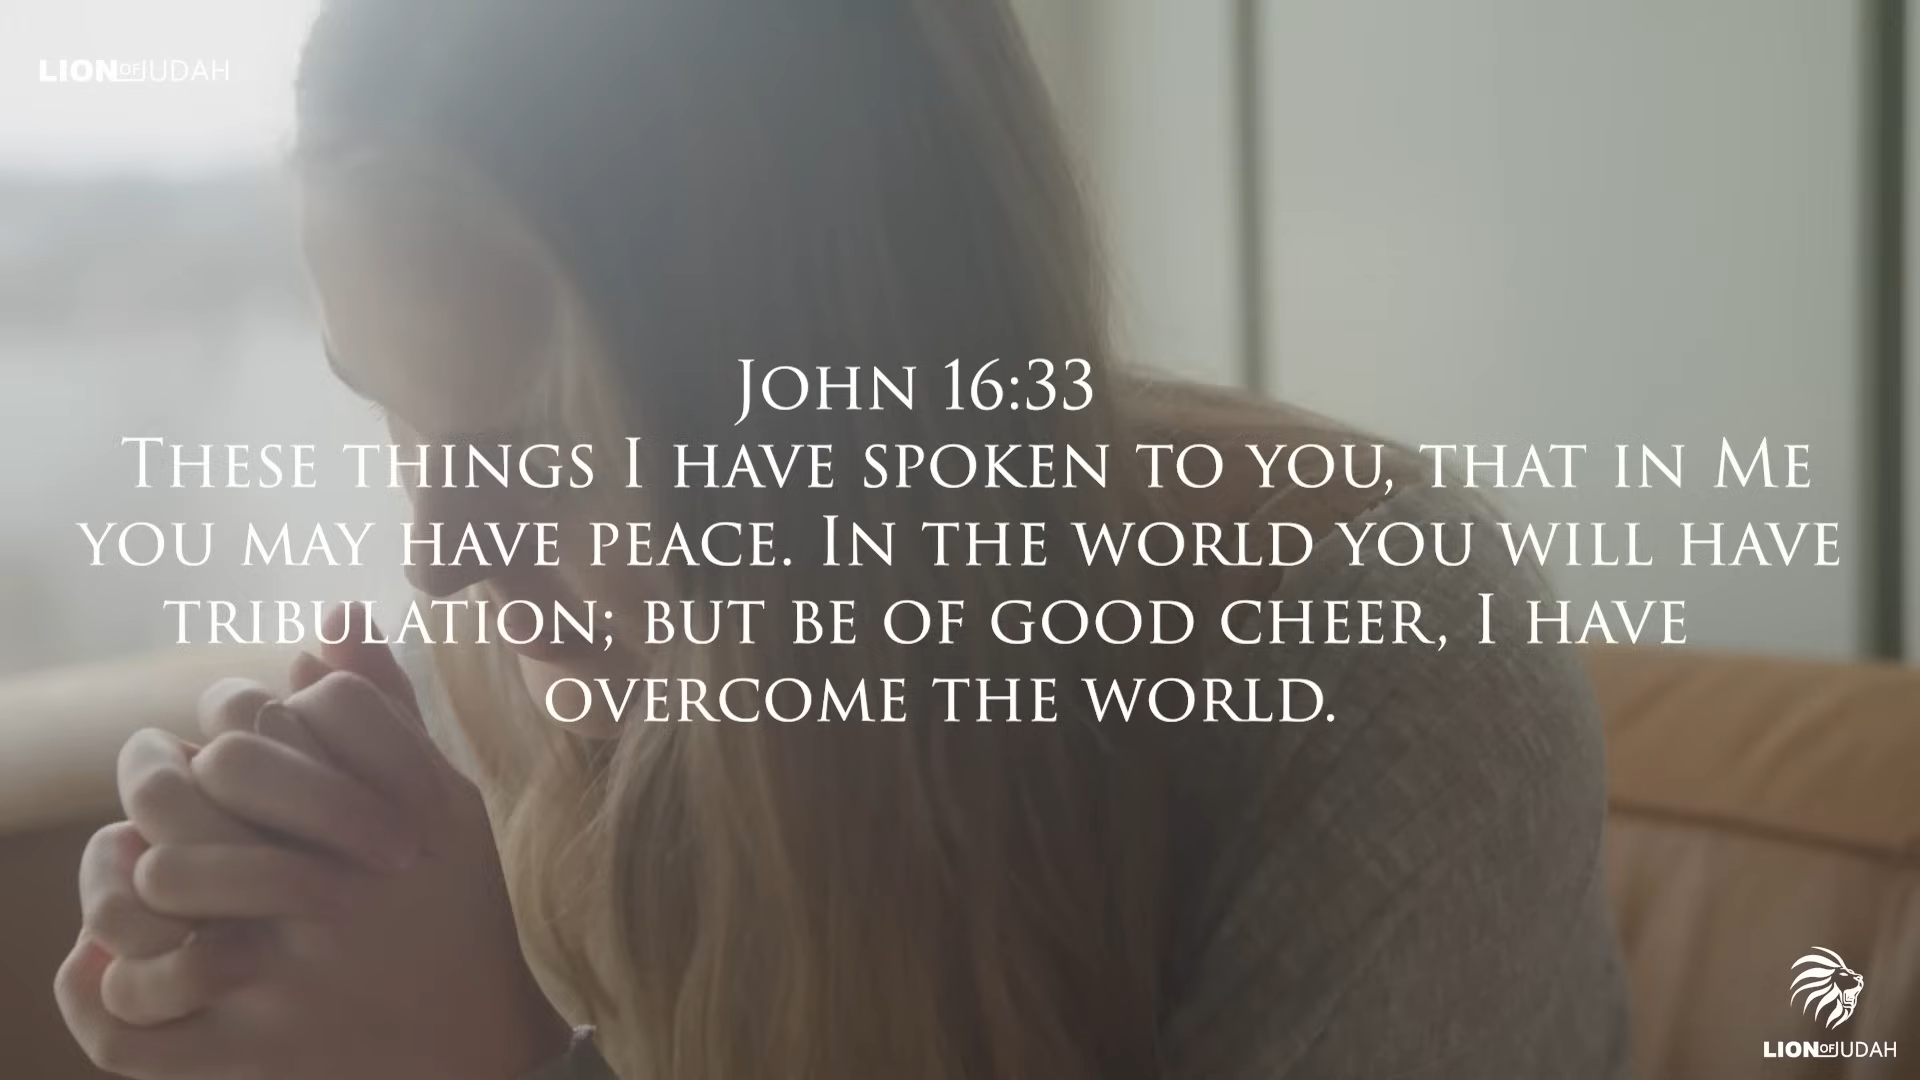 LION OF JUDAH
John 16:33
These things I have spoken to you, that in Me
you may have peace. In the world you will have
tribulation; but be of good cheer, I have
overcome the world.
LION OF JUDAH